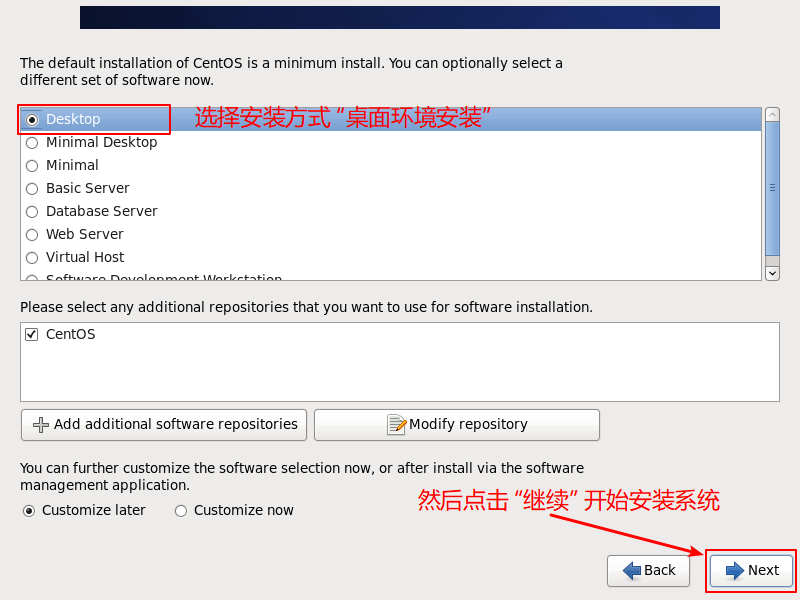 The default installation of CentOS is a minimum install. You can optionally select a
different set of software now.
Desktop 选择安装方式 “桌面环境安装”
Minimal Desktop
Minimal
Basic Server
Database Server
Web Server
Virtual Host
Software Development Workstation
Please select any additional repositories that you want to use for software installation.
CentOS
Add additional software repositories Modify repository
You can further customize the software selection now, or after install via the software
management application.
然后点击 “继续” 开始安装系统
Customize later Customize now
Back Next